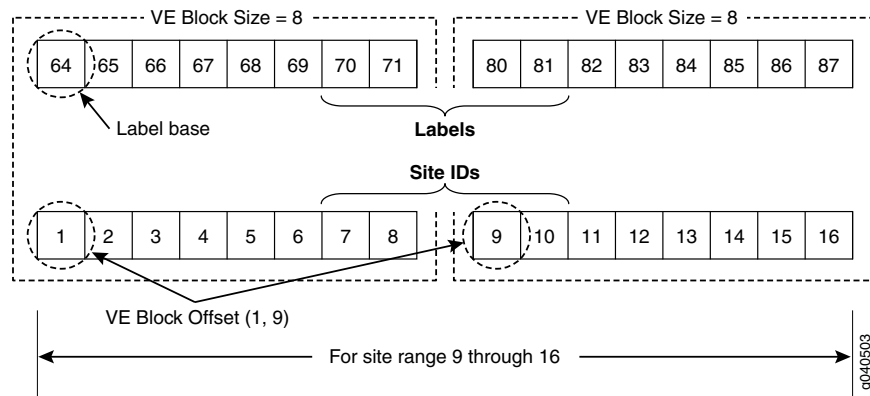 VE Block Size = 8 VE Block Size = 8
64 65 66 67 68 69 70 71 80 81 82 83 84 85 86 87
Label base
Labels
Site IDs
1 2 3 4 5 6 7 8 9 10 11 12 13 14 15 16
VE Block Offset (1, 9)
For site range 9 through 16
g040503